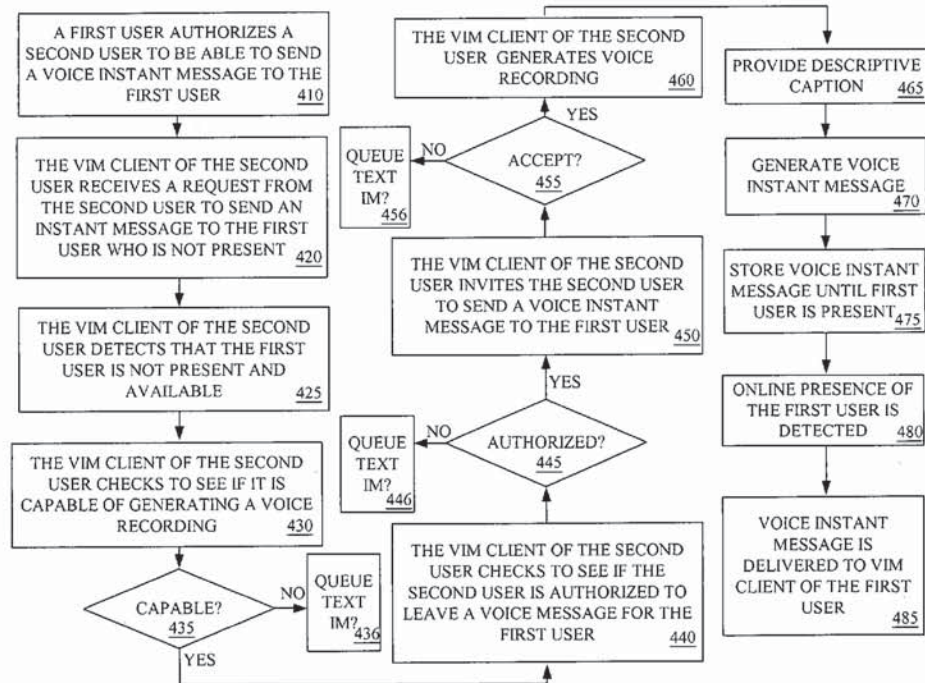 A FIRST USER AUTHORIZES A
SECOND USER TO BE ABLE TO SEND
A VOICE INSTANT MESSAGE TO THE
FIRST USER 410
THE VIM CLIENT OF THE SECOND
USER RECEIVES A REQUEST FROM
THE SECOND USER TO SEND AN
INSTANT MESSAGE TO THE FIRST
USER WHO IS NOT PRESENT 420
THE VIM CLIENT OF THE SECOND
USER DETECTS THAT THE FIRST
USER IS NOT PRESENT AND
AVAILABLE 425
THE VIM CLIENT OF THE SECOND
USER CHECKS TO SEE IF IT IS
CAPABLE OF GENERATING A VOICE
RECORDING 430
CAPABLE?
435
NO
QUEUE
TEXT
IM?
436
YES
THE VIM CLIENT OF THE SECOND
USER CHECKS TO SEE IF THE
SECOND USER IS AUTHORIZED TO
LEAVE A VOICE MESSAGE FOR THE
FIRST USER 440
AUTHORIZED?
445
NO
QUEUE
TEXT
IM?
446
YES
THE VIM CLIENT OF THE SECOND
USER INVITES THE SECOND USER
TO SEND A VOICE INSTANT
MESSAGE TO THE FIRST USER 450
ACCEPT?
455
NO
QUEUE
TEXT
IM?
456
YES
THE VIM CLIENT OF THE SECOND
USER GENERATES VOICE
RECORDING 460
PROVIDE DESCRIPTIVE
CAPTION 465
GENERATE VOICE
INSTANT MESSAGE
470
STORE VOICE INSTANT
MESSAGE UNTIL FIRST
USER IS PRESENT 475
ONLINE PRESENCE OF
THE FIRST USER IS
DETECTED 480
VOICE INSTANT
MESSAGE IS
DELIVERED TO VIM
CLIENT OF THE FIRST
USER 485